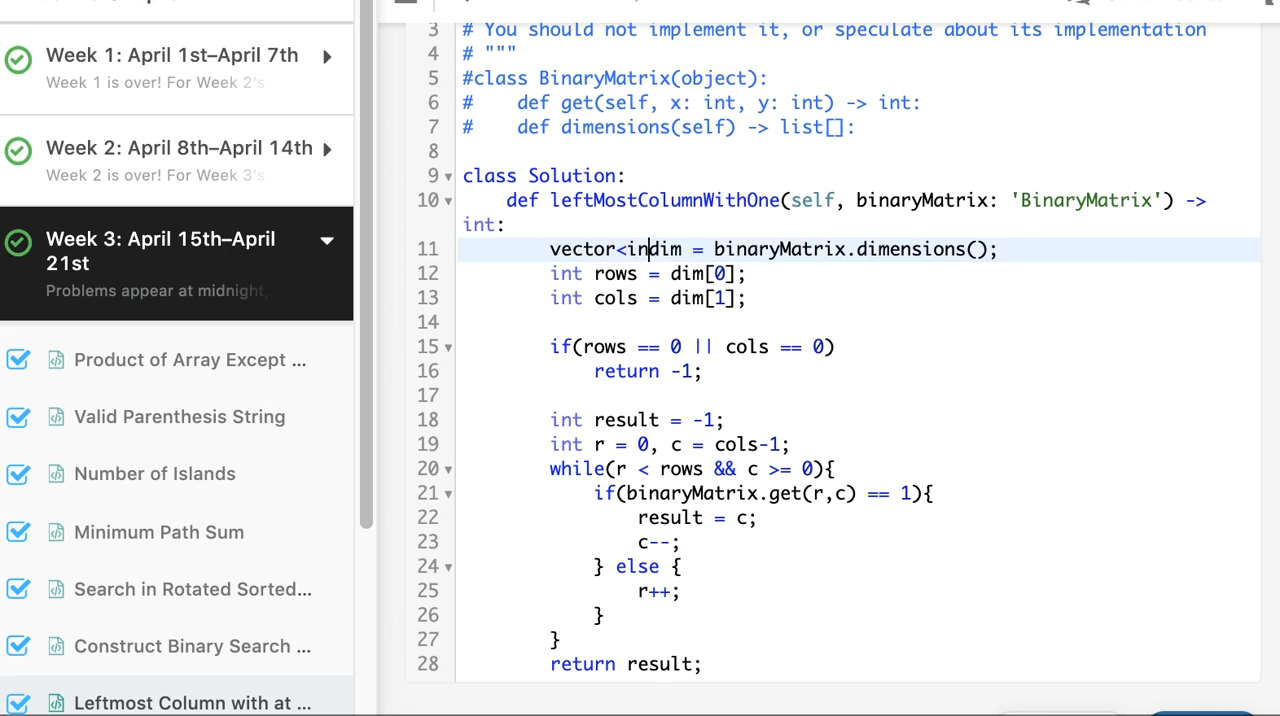 Week 1: April 1st–April 7th
Week 1 is over! For Week 2's
Week 2: April 8th–April 14th
Week 2 is over! For Week 3's
Week 3: April 15th–April
21st
Problems appear at midnight,
Product of Array Except ...
Valid Parenthesis String
Number of Islands
Minimum Path Sum
Search in Rotated Sorted...
Construct Binary Search ...
Leftmost Column with at ...
3 # You should not implement it, or speculate about its implementation
4 # """
5 #class BinaryMatrix(object):
6 #    def get(self, x: int, y: int) -> int:
7 #    def dimensions(self) -> list[]:
8
9 class Solution:
10     def leftMostColumnWithOne(self, binaryMatrix: 'BinaryMatrix') ->
int:
11         vector<indim = binaryMatrix.dimensions();
12         int rows = dim[0];
13         int cols = dim[1];
14
15         if(rows == 0 || cols == 0)
16             return -1;
17
18         int result = -1;
19         int r = 0, c = cols-1;
20         while(r < rows && c >= 0){
21             if(binaryMatrix.get(r,c) == 1){
22                 result = c;
23                 c--;
24             } else {
25                 r++;
26             }
27         }
28         return result;